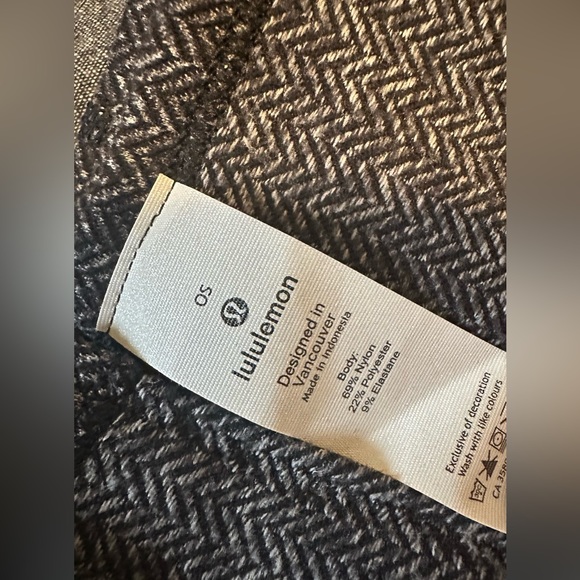 OS
lululemon
Designed in
Vancouver
Made in Indonesia
Body:
69% Nylon
22% Polyester
9% Elastane
Exclusive of decoration
Wash with like colours